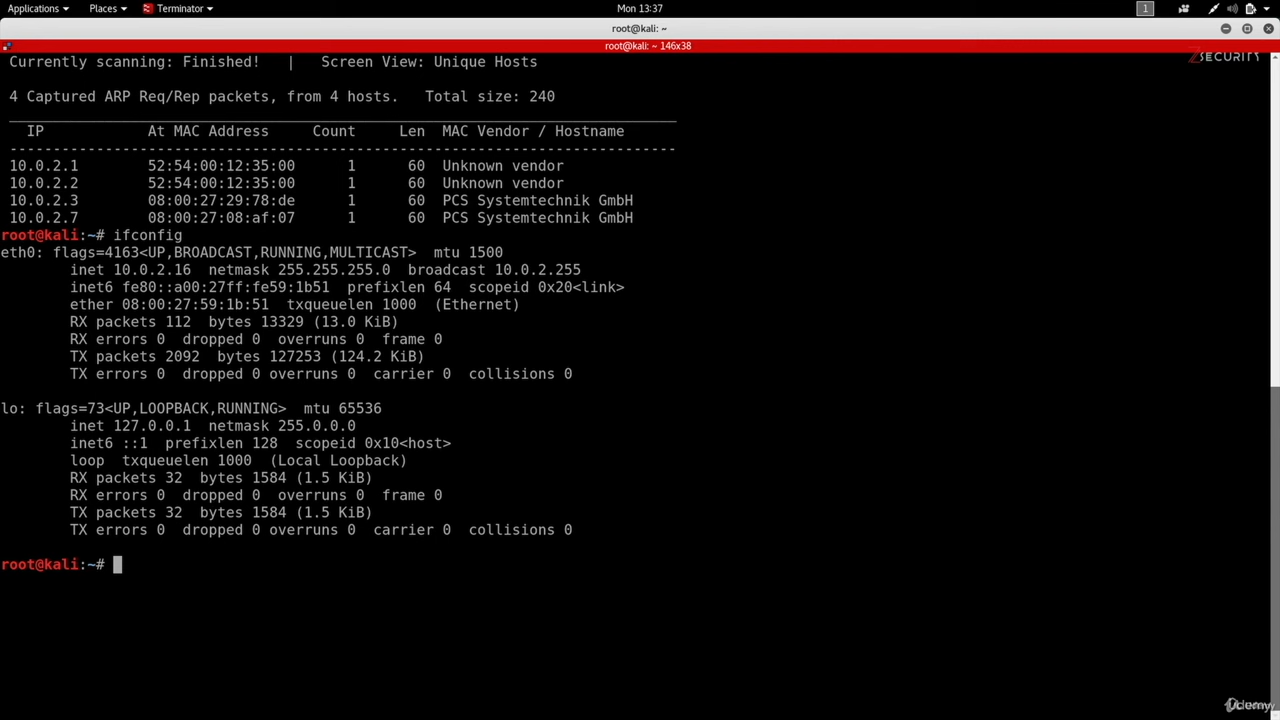 Applications Places Terminator Mon 13:37 1
root@kali: ~
root@kali: ~ 146x38
Currently scanning: Finished! | Screen View: Unique Hosts
ZSECURITY
4 Captured ARP Req/Rep packets, from 4 hosts. Total size: 240
_____________________________________________________________________________
IP At MAC Address Count Len MAC Vendor / Hostname
-----------------------------------------------------------------------------
10.0.2.1 52:54:00:12:35:00 1 60 Unknown vendor
10.0.2.2 52:54:00:12:35:00 1 60 Unknown vendor
10.0.2.3 08:00:27:29:78:de 1 60 PCS Systemtechnik GmbH
10.0.2.7 08:00:27:08:af:07 1 60 PCS Systemtechnik GmbH
root@kali:~# ifconfig
eth0: flags=4163<UP,BROADCAST,RUNNING,MULTICAST> mtu 1500
inet 10.0.2.16 netmask 255.255.255.0 broadcast 10.0.2.255
inet6 fe80::a00:27ff:fe59:1b51 prefixlen 64 scopeid 0x20<link>
ether 08:00:27:59:1b:51 txqueuelen 1000 (Ethernet)
RX packets 112 bytes 13329 (13.0 KiB)
RX errors 0 dropped 0 overruns 0 frame 0
TX packets 2092 bytes 127253 (124.2 KiB)
TX errors 0 dropped 0 overruns 0 carrier 0 collisions 0
lo: flags=73<UP,LOOPBACK,RUNNING> mtu 65536
inet 127.0.0.1 netmask 255.0.0.0
inet6 ::1 prefixlen 128 scopeid 0x10<host>
loop txqueuelen 1000 (Local Loopback)
RX packets 32 bytes 1584 (1.5 KiB)
RX errors 0 dropped 0 overruns 0 frame 0
TX packets 32 bytes 1584 (1.5 KiB)
TX errors 0 dropped 0 overruns 0 carrier 0 collisions 0
root@kali:~#
Udemy